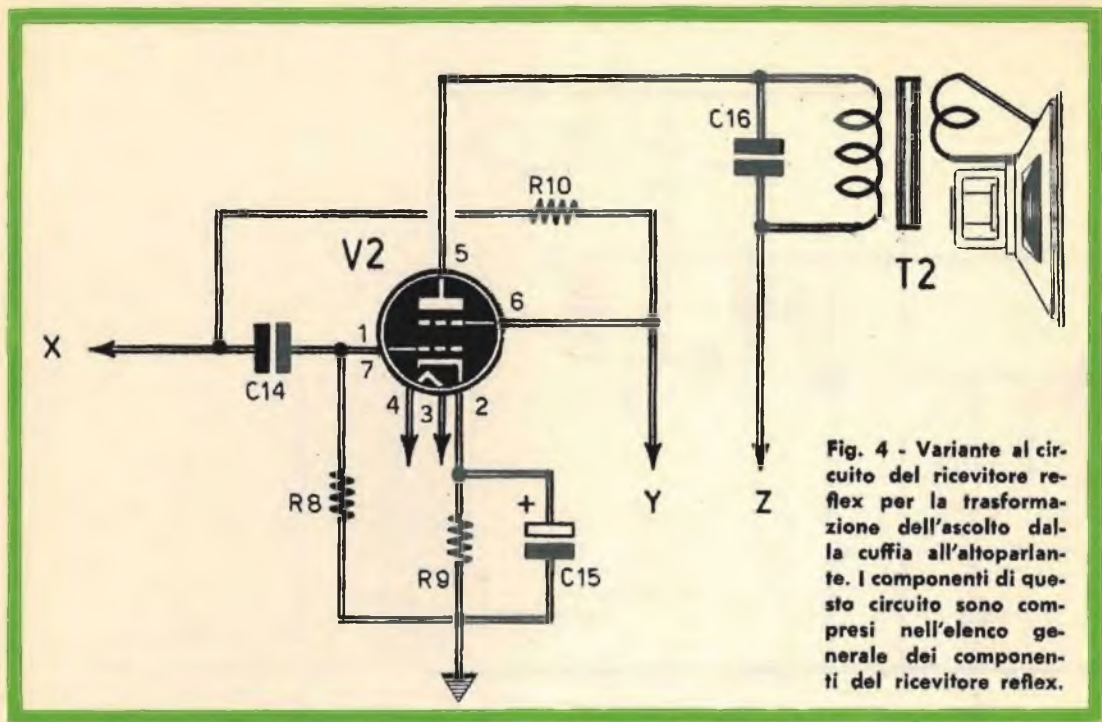 C16
R10
V2
5
6
T2
X
1
7
C14
4
3
2
R8
+
R9
C15
Y
Z
Fig. 4 - Variante al cir-
cuito del ricevitore re-
flex per la trasforma-
zione dell'ascolto dal-
la cuffia all'altoparlan-
te. I componenti di que-
sto circuito sono com-
presi nell'elenco ge-
nerale dei componen-
ti del ricevitore reflex.